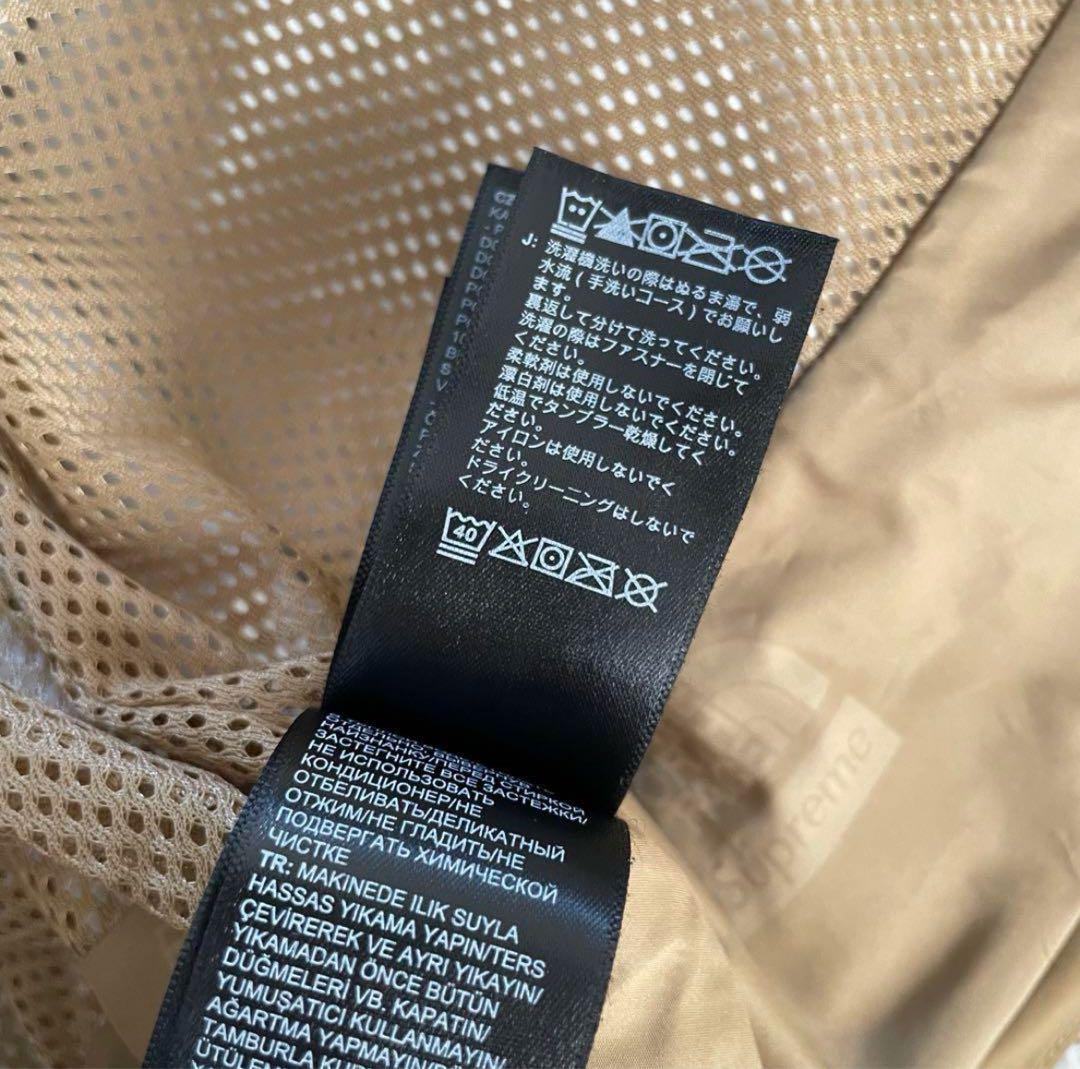 J: 洗濯機洗いの際はぬるま湯で、弱
水流(手洗いコース)でお願いし
ます。
裏返して分けて洗ってください。
洗濯の際はファスナーを閉じて
ください。
柔軟剤は使用しないでください。
漂白剤は使用しないでください。
低温でタンブラー乾燥してく
ださい。
アイロンは使用しないでく
ださい。
ドライクリーニングはしないで
ください。
40
НАИЗНАНО/ПЕРЕД СТИРКОЙ
ЗАСТЕГНИТЕ ВСЕ ЗАСТЕЖКИ/
НЕ ИСПОЛЬЗОВАТЬ
КОНДИЦИОНЕР/НЕ
ОТБЕЛИВАТЬ/ДЕЛИКАТНЫЙ
ОТЖИМ/НЕ ГЛАДИТЬ/НЕ
ПОДВЕРГАТЬ ХИМИЧЕСКОЙ
ЧИСТКЕ
TR: MAKINEDE ILIK SUYLA
HASSAS YIKAMA YAPIN/TERS
ÇEVİREREK VE AYRI YIKAYIN/
YIKAMADAN ÖNCE BÜTÜN
DÜĞMELERİ VB. KAPATIN/
YUMUŞATICI KULLANMAYIN/
AĞARTMA YAPMAYIN/
TAMBURLA
Supreme